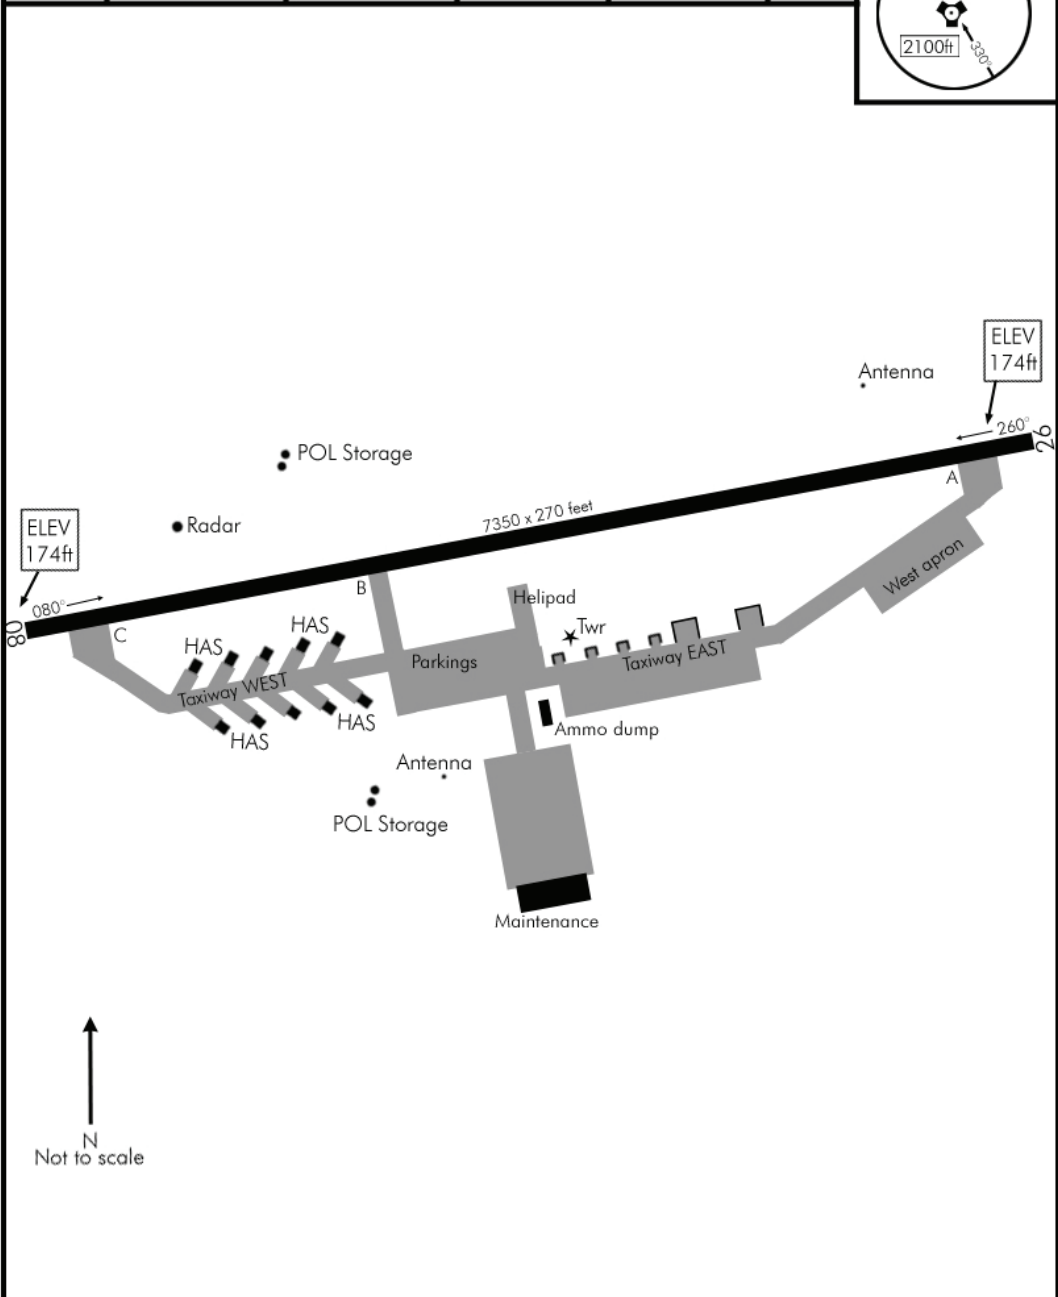 2100ft
330°
ELEV
174ft
Antenna
260°
26
A
POL Storage
7350 x 270 feet
Radar
ELEV
174ft
West apron
B
080°
08
C
Helipad
HAS
Twr
HAS
Parkings
Taxiway EAST
Taxiway WEST
HAS
Ammo dump
HAS
Antenna
POL Storage
Maintenance
N
Not to scale